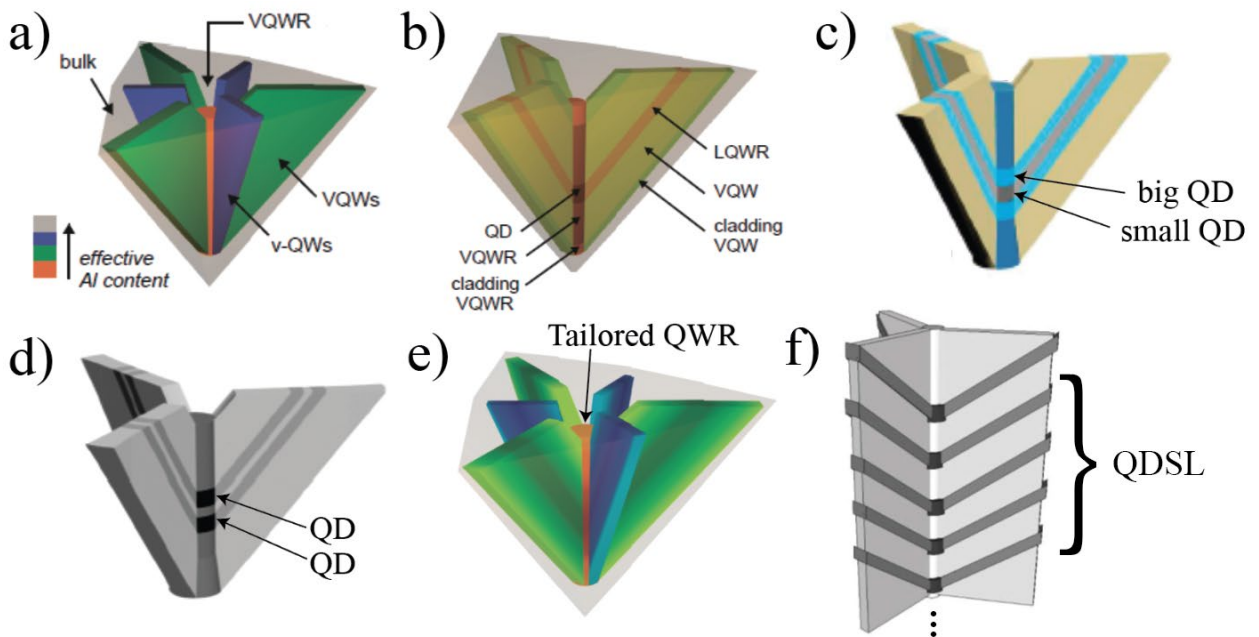 a)
VQWR
bulk
VQWs
v-QWs
effective
Al content
b)
LQWR
VQW
cladding
VQW
QD
VQWR
cladding
VQWR
c)
big QD
small QD
d)
QD
QD
e)
Tailored QWR
f)
QDSL